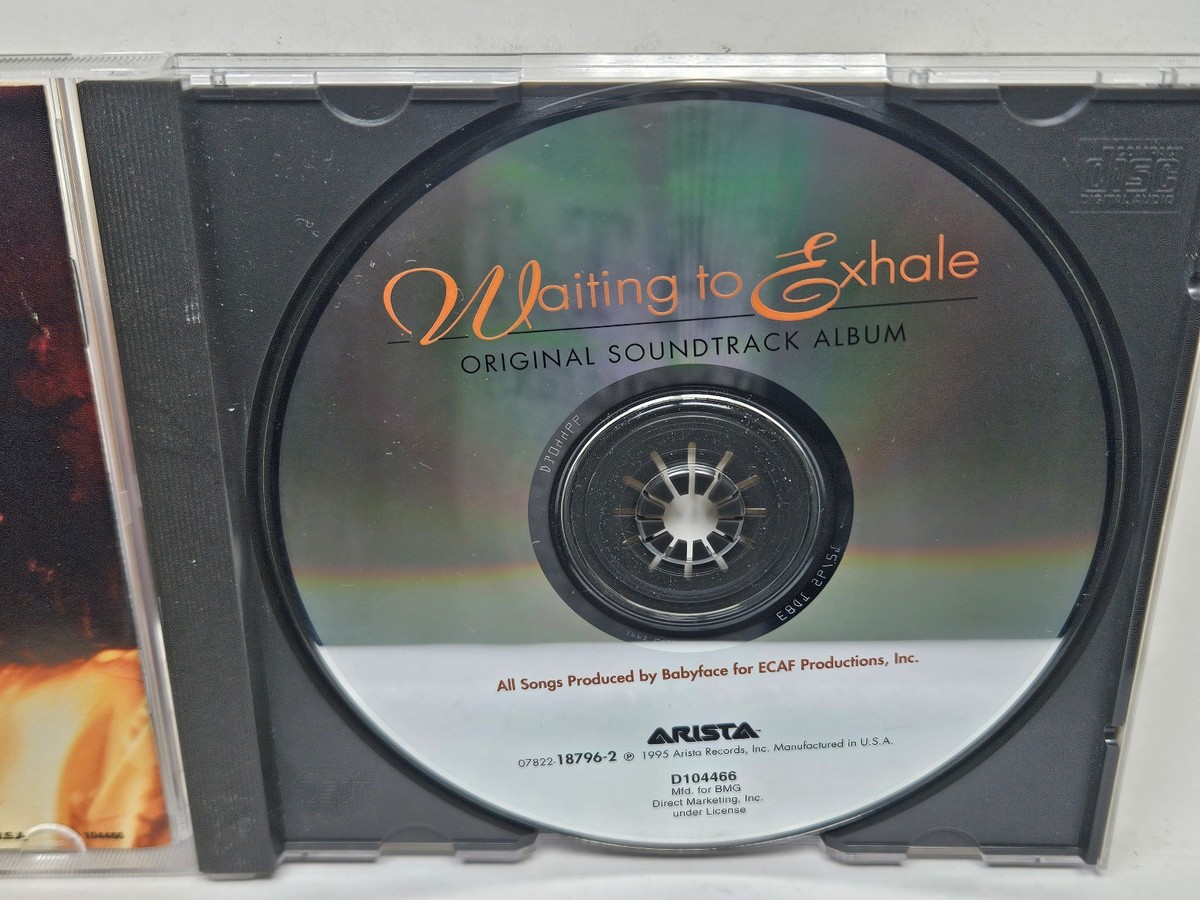 COMPACT
disc
DIGITAL AUDIO
Waiting to Exhale
ORIGINAL SOUNDTRACK ALBUM
D104466
All Songs Produced by Babyface for ECAF Productions, Inc.
ARISTA
07822-18796-2 ℗ 1995 Arista Records, Inc. Manufactured in U.S.A.
D104466
Mfd. for BMG
Direct Marketing, Inc.
under License
104466